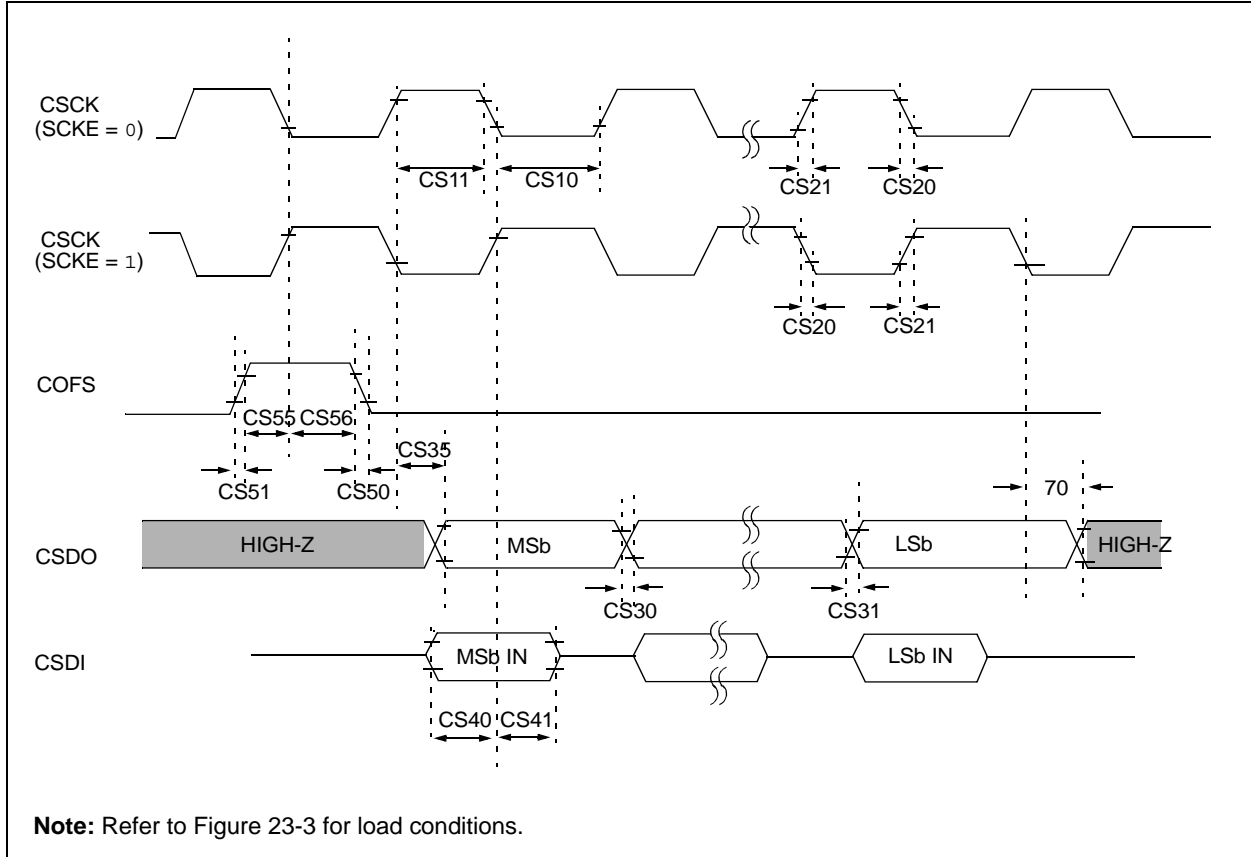 CSCK
(SCKE = 0)
CS11 CS10 CS21 CS20
CSCK
(SCKE = 1)
CS20 CS21
COFS
CS55 CS56
CS35
CS51 CS50 70
CSDO HIGH-Z MSb LSb HIGH-Z
CS30 CS31
CSDI MSb IN LSb IN
CS40 CS41
Note: Refer to Figure 23-3 for load conditions.